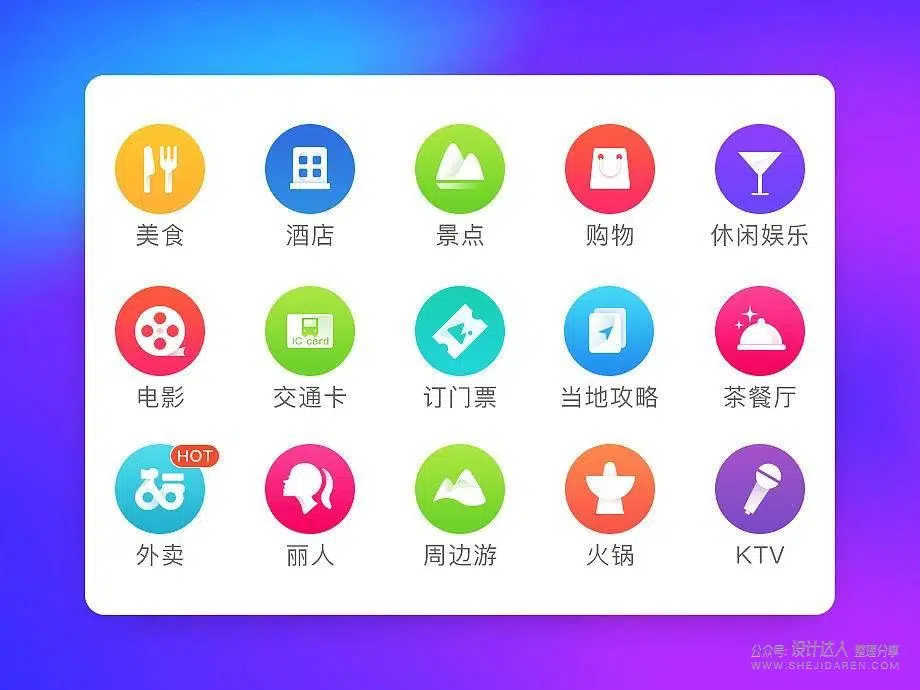 美食
酒店
景点
购物
休闲娱乐
IC card
电影
交通卡
订门票
当地攻略
茶餐厅
HOT
外卖
丽人
周边游
火锅
KTV
公众号: 设计达人 整理分享
WWW.SHEJIDAREN.COM